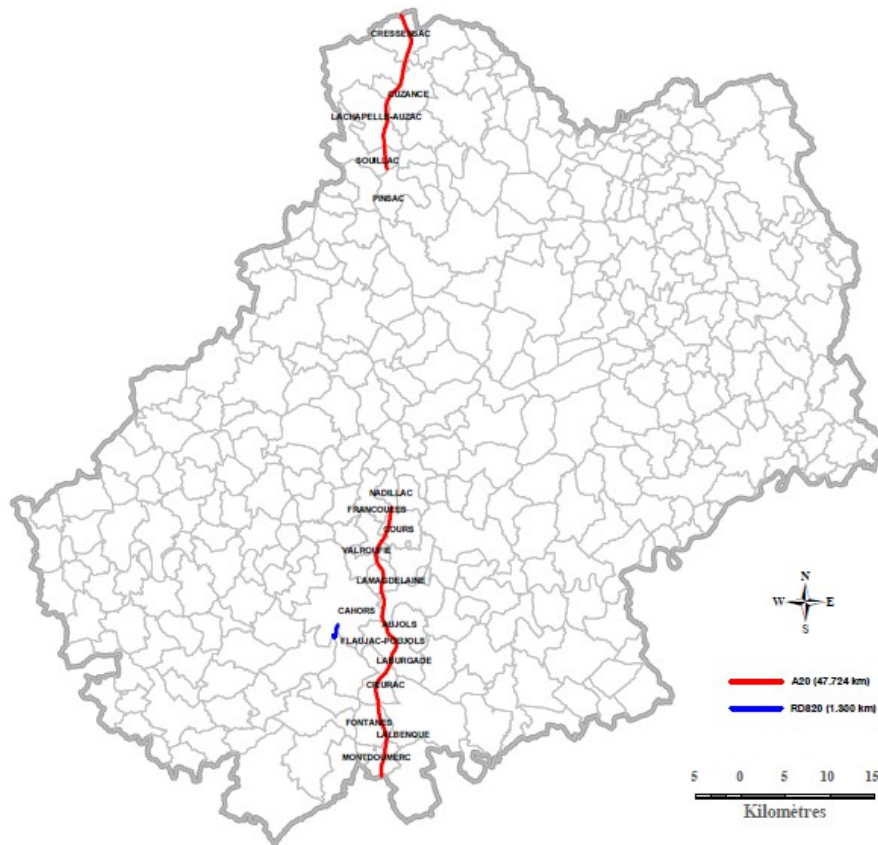 CRESSENSAC
CUZANCE
LACHAPELLE-AUZAC
SOUILLAC
PINSAC
NADILLAC
FRANCOULES
COURS
VALROUFIE
LAMAGDELAINE
CAHORS
AUJOLS
FLAUJAC-POUJOLS
LABURGADE
CIEURAC
FONTANES
LALBENQUE
MONTDOUMERC
N
W E
S
A20 (47.724 km)
RD820 (1.300 km)
5 0 5 10 15
Kilomètres